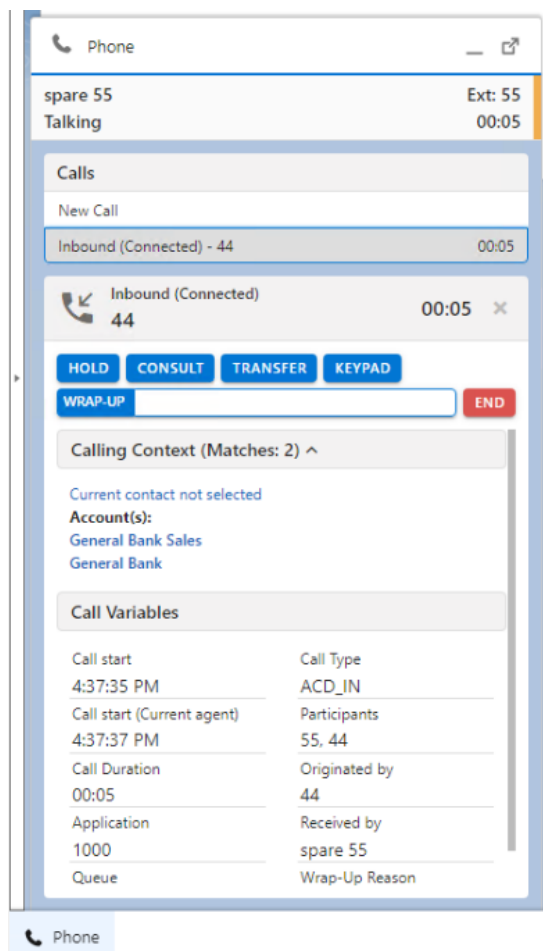 Phone
spare 55 Ext: 55
Talking 00:05
Calls
New Call
Inbound (Connected) - 44 00:05
Inbound (Connected)
44 00:05
HOLD CONSULT TRANSFER KEYPAD
WRAP-UP END
Calling Context (Matches: 2)
Current contact not selected
Account(s):
General Bank Sales
General Bank
Call Variables
Call start Call Type
4:37:35 PM ACD_IN
Call start (Current agent) Participants
4:37:37 PM 55, 44
Call Duration Originated by
00:05 44
Application Received by
1000 spare 55
Queue Wrap-Up Reason
Phone